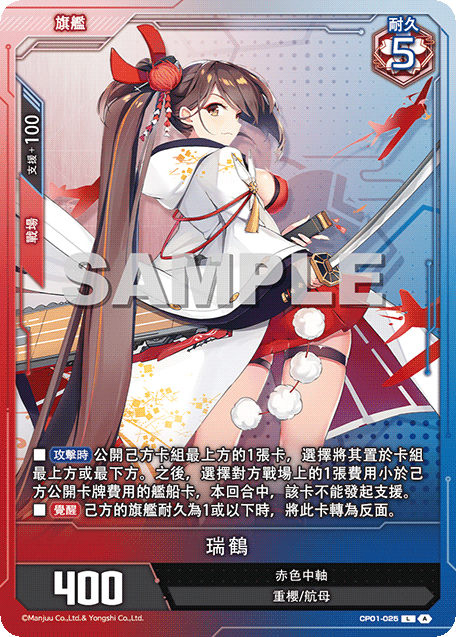 旗艦
耐久
5
支援+100
戰場
SAMPLE
■ 攻擊時 公開己方卡組最上方的1張卡，選擇將其置於卡組
最上方或最下方。之後，選擇對方戰場上的1張費用小於己
方公開卡牌費用的艦船卡，本回合中，該卡不能發起支援。
■ 覺醒 己方的旗艦耐久為1或以下時，將此卡轉為反面。
瑞鶴
400
赤色中軸
重櫻/航母
©Manjuu Co.,Ltd.& Yongshi Co.,Ltd.
CP01-025 L A